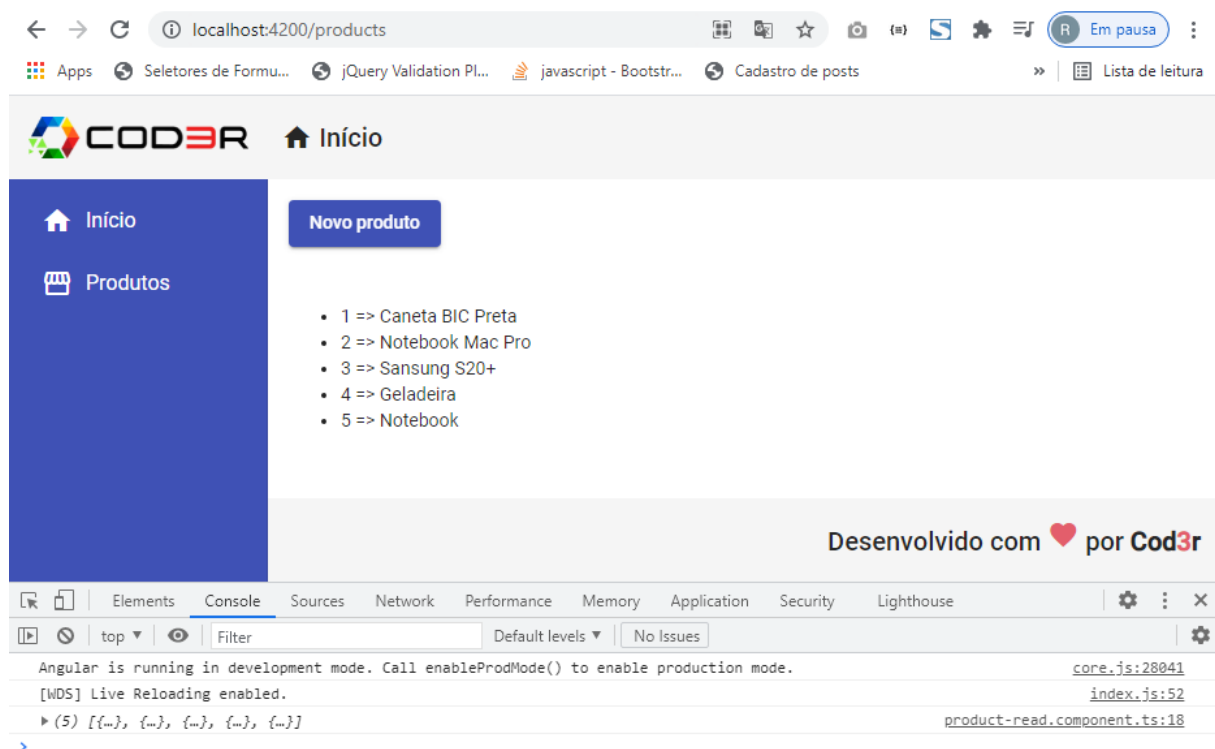 localhost:4200/products
R Em pausa
Apps Seletores de Formu... jQuery Validation Pl... javascript - Bootstr... Cadastro de posts » Lista de leitura
COD3R Início
Início
Produtos
Novo produto
• 1 => Caneta BIC Preta
• 2 => Notebook Mac Pro
• 3 => Sansung S20+
• 4 => Geladeira
• 5 => Notebook
Desenvolvido com ❤ por Cod3r
Elements Console Sources Network Performance Memory Application Security Lighthouse
top ▼ Filter Default levels ▼ No Issues
Angular is running in development mode. Call enableProdMode() to enable production mode. core.js:28041
[WDS] Live Reloading enabled. index.js:52
▶ (5) [{…}, {…}, {…}, {…}, {…}] product-read.component.ts:18
>